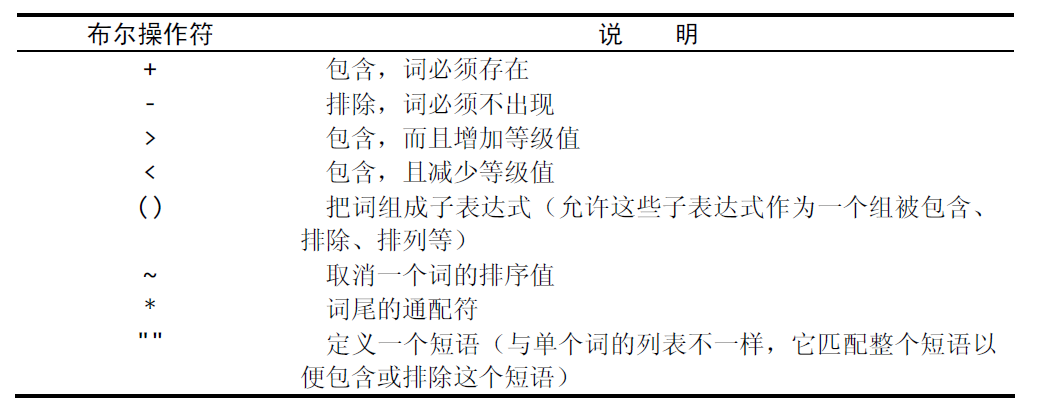 布尔操作符 说 明
+ 包含，词必须存在
- 排除，词必须不出现
> 包含，而且增加等级值
< 包含，且减少等级值
() 把词组成子表达式（允许这些子表达式作为一个组被包含、
排除、排列等）
~ 取消一个词的排序值
* 词尾的通配符
"" 定义一个短语（与单个词的列表不一样，它匹配整个短语以
便包含或排除这个短语）